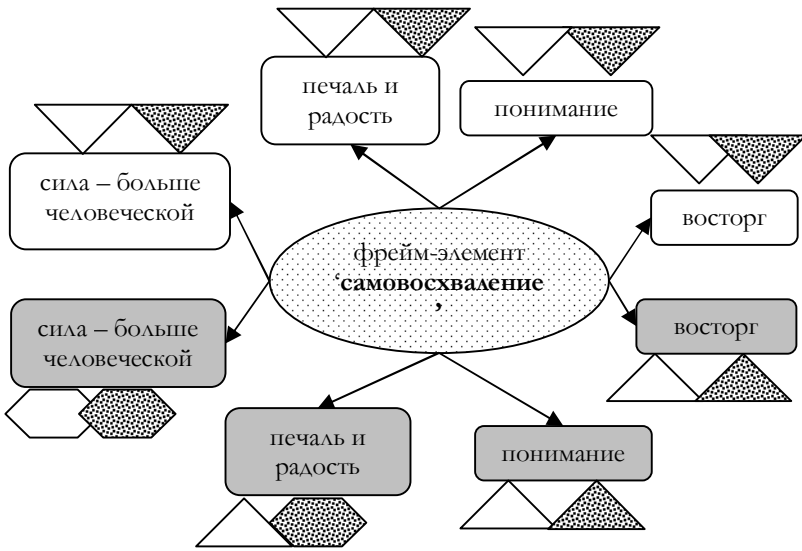 печаль и
радость
понимание
сила – больше
человеческой
восторг
фрейм-элемент
‘самовосхваление
’
сила – больше
человеческой
восторг
печаль и
радость
понимание